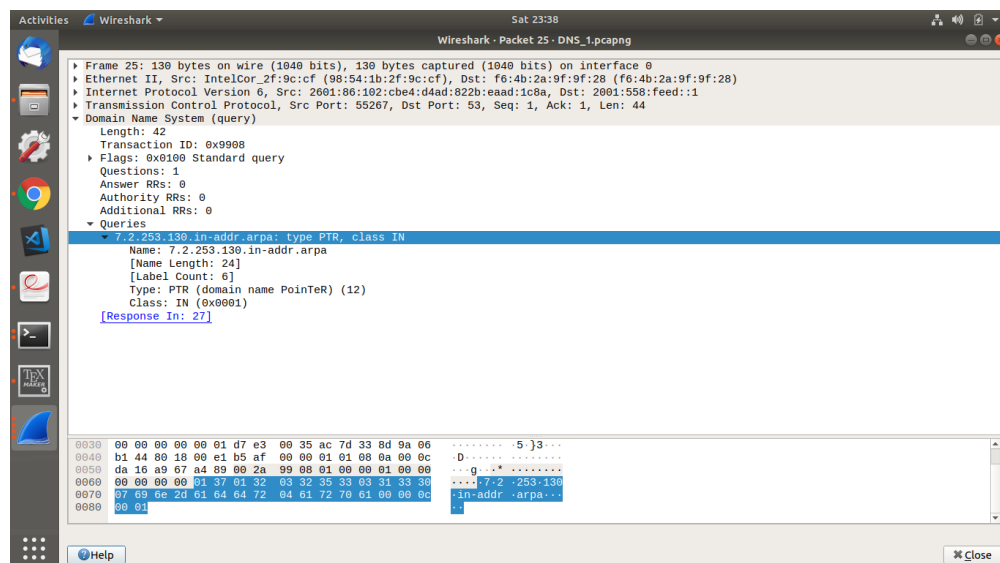 Activities Wireshark Sat 23:38
Wireshark · Packet 25 · DNS_1.pcapng
Frame 25: 130 bytes on wire (1040 bits), 130 bytes captured (1040 bits) on interface 0
Ethernet II, Src: IntelCor_2f:9c:cf (98:54:1b:2f:9c:cf), Dst: f6:4b:2a:9f:9f:28 (f6:4b:2a:9f:9f:28)
Internet Protocol Version 6, Src: 2601:86:102:cbe4:d4ad:822b:eaad:1c8a, Dst: 2001:558:feed::1
Transmission Control Protocol, Src Port: 55267, Dst Port: 53, Seq: 1, Ack: 1, Len: 44
Domain Name System (query)
Length: 42
Transaction ID: 0x9908
Flags: 0x0100 Standard query
Questions: 1
Answer RRs: 0
Authority RRs: 0
Additional RRs: 0
Queries
7.2.253.130.in-addr.arpa: type PTR, class IN
Name: 7.2.253.130.in-addr.arpa
[Name Length: 24]
[Label Count: 6]
Type: PTR (domain name PoinTeR) (12)
Class: IN (0x0001)
[Response In: 27]
TEX
MAKER
0030 00 00 00 00 00 01 d7 e3 00 35 ac 7d 33 8d 9a 06 ········ ·5·}3···
0040 b1 44 80 18 00 e1 b5 af 00 00 01 01 08 0a 00 0c ·D······ ········
0050 da 16 a9 67 a4 89 00 2a 99 08 01 00 00 01 00 00 ···g···* ········
0060 00 00 00 00 01 37 01 32 03 32 35 33 03 31 33 30 ·····7·2 ·253·130
0070 07 69 6e 2d 61 64 64 72 04 61 72 70 61 00 00 0c ·in-addr ·arpa···
0080 00 01 ··
Help Close